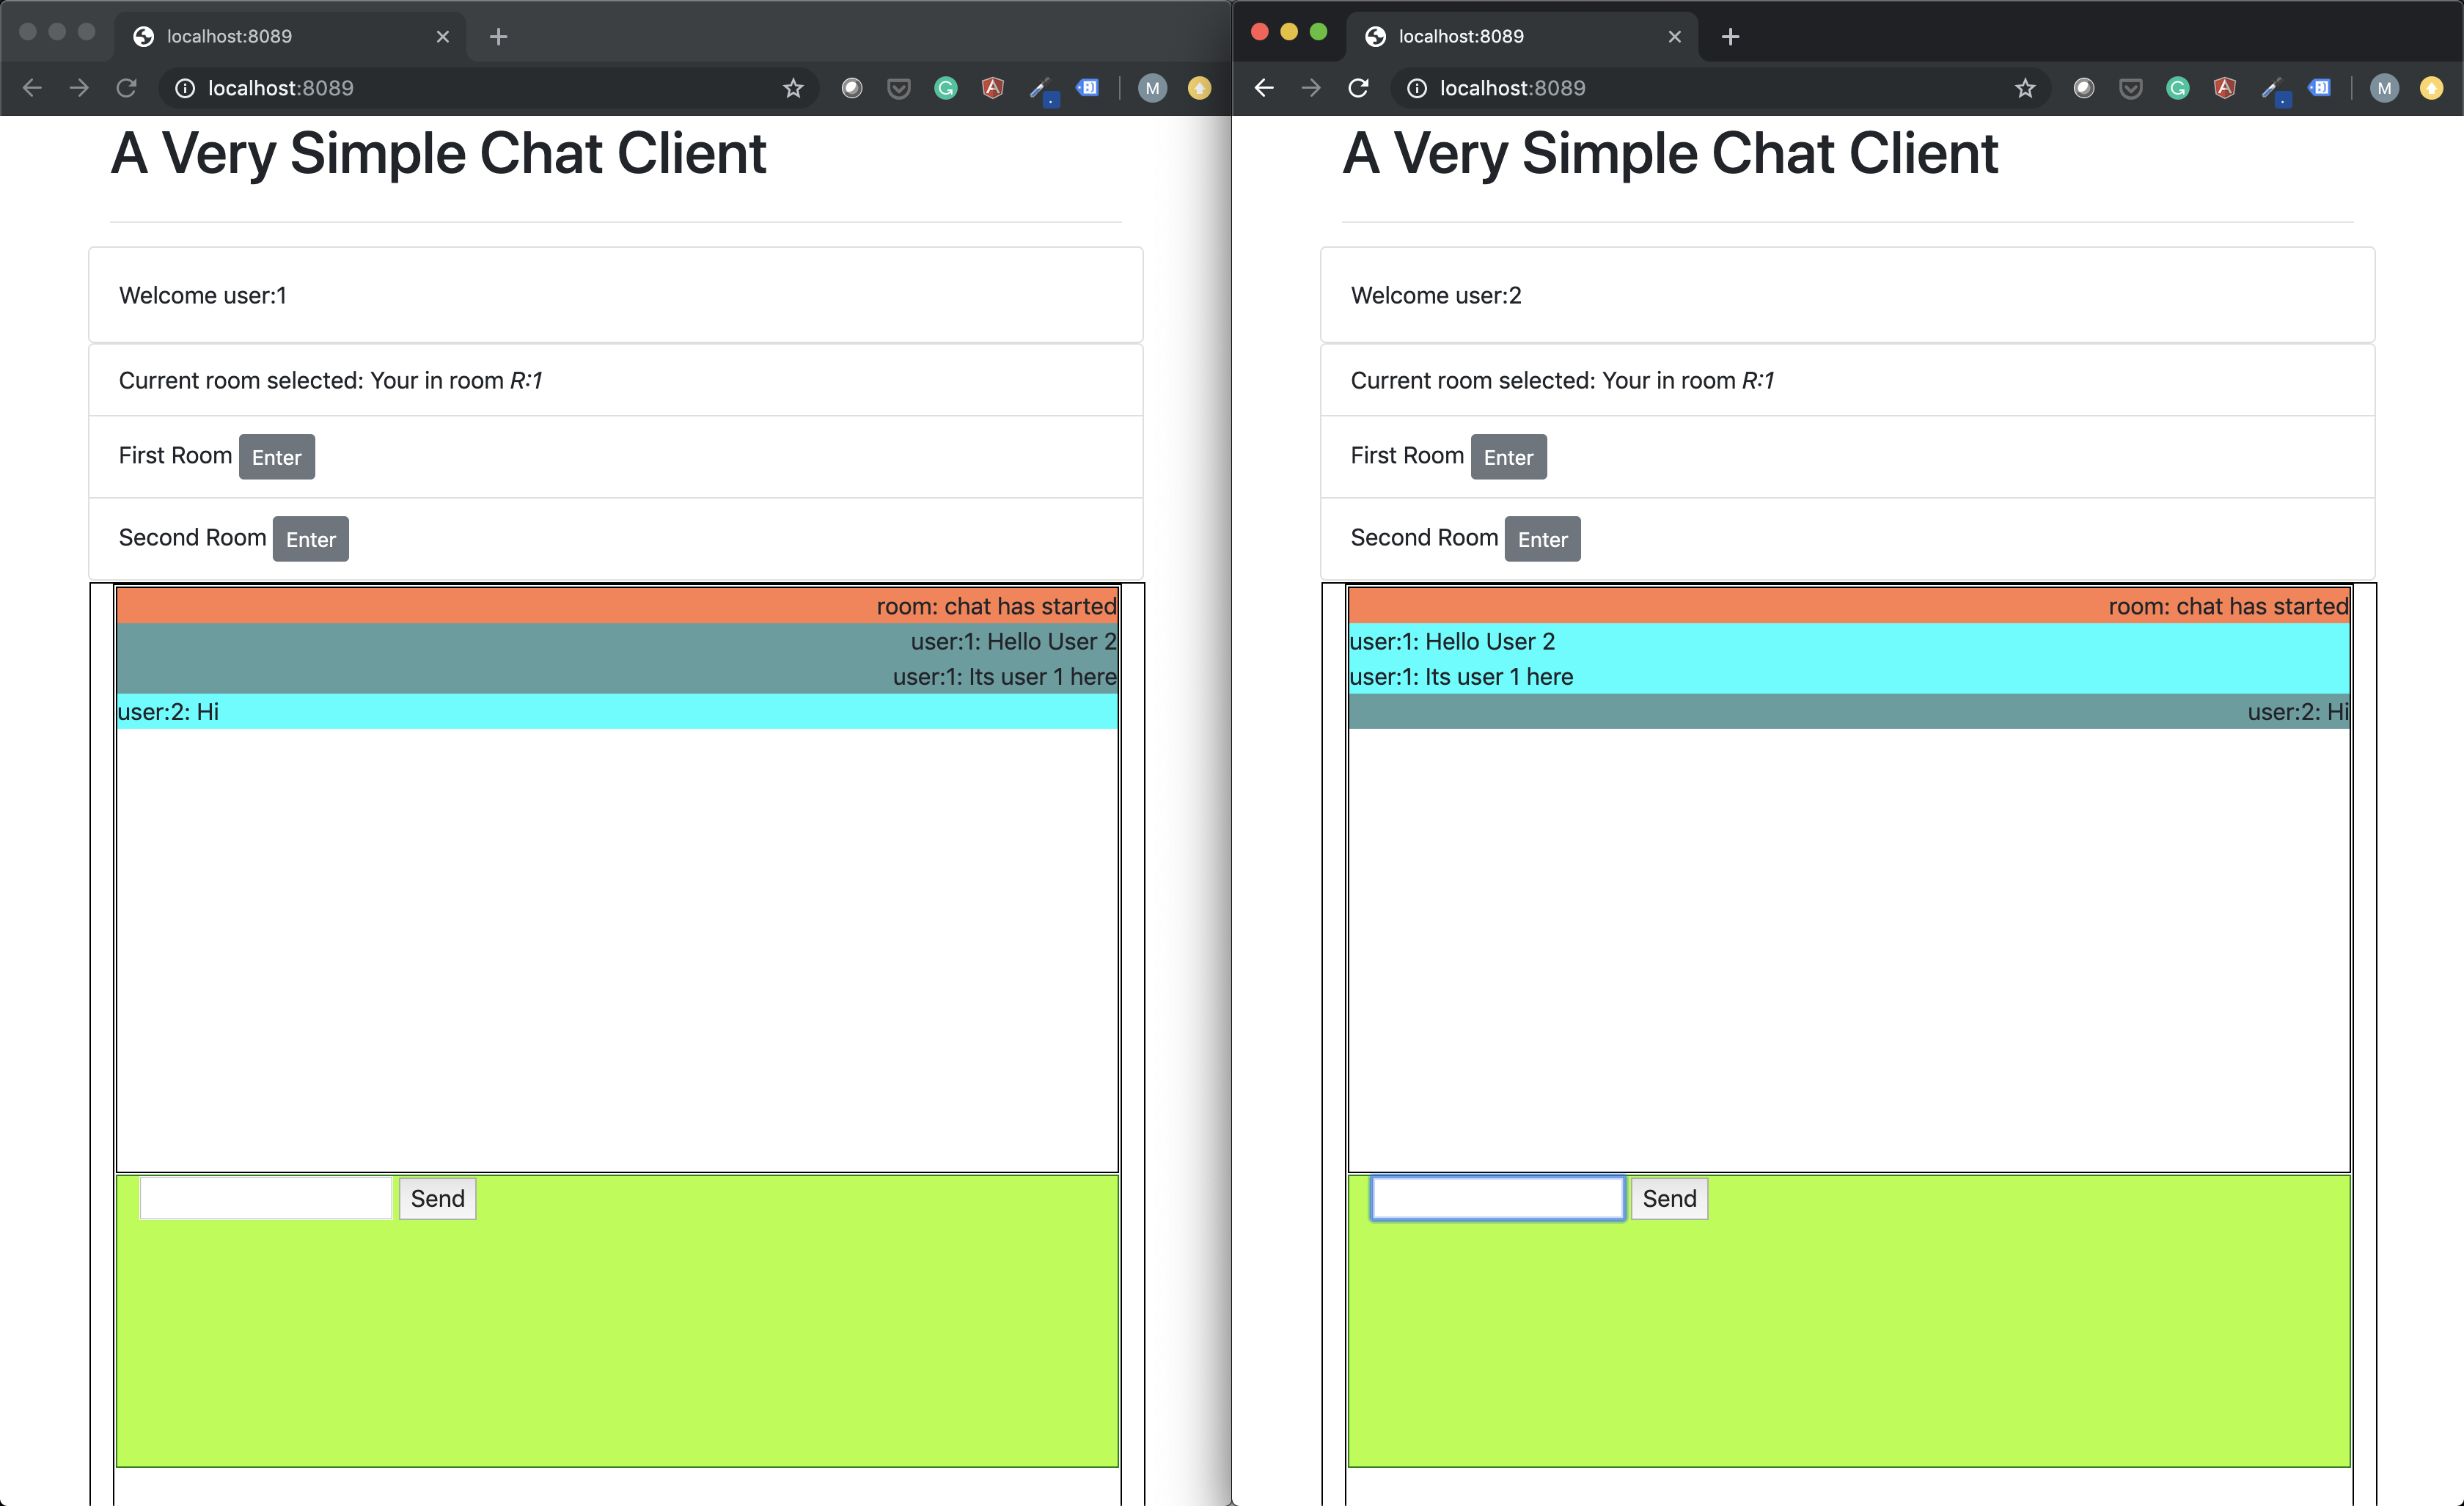 localhost:8089
localhost:8089
M
A Very Simple Chat Client
Welcome user:1
Current room selected: Your in room R:1
First Room Enter
Second Room Enter
room: chat has started
user:1: Hello User 2
user:1: Its user 1 here
user:2: Hi
Send
localhost:8089
localhost:8089
M
A Very Simple Chat Client
Welcome user:2
Current room selected: Your in room R:1
First Room Enter
Second Room Enter
room: chat has started
user:1: Hello User 2
user:1: Its user 1 here
user:2: Hi
Send